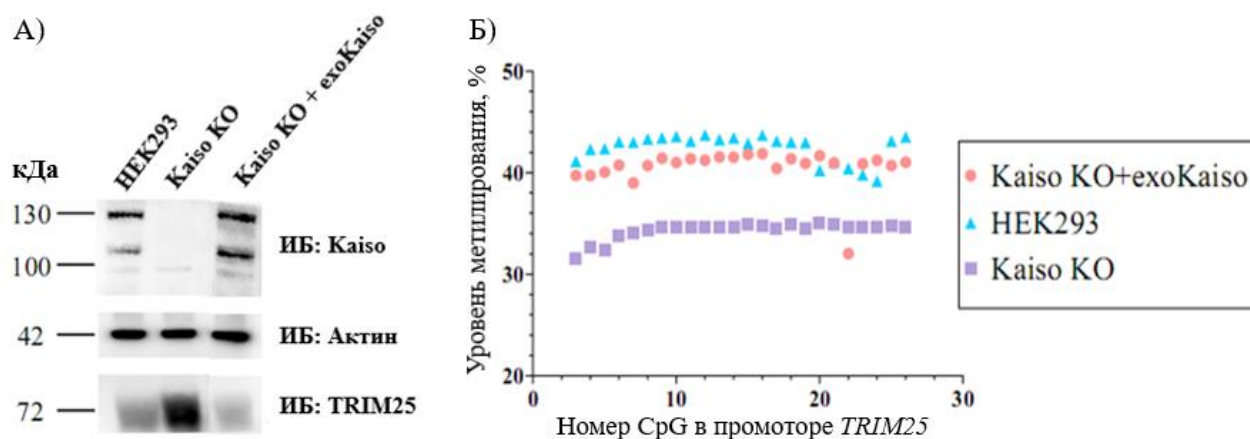 А)
HEK293
Kaiso KO
Kaiso KO + exoKaiso
кДа
130
100
ИБ: Kaiso
42
ИБ: Актин
72
ИБ: TRIM25
Б)
Уровень метилирования, %
50
40
30
20
0
10
20
30
Номер CpG в промоторе TRIM25
Kaiso KO+exoKaiso
HEK293
Kaiso KO